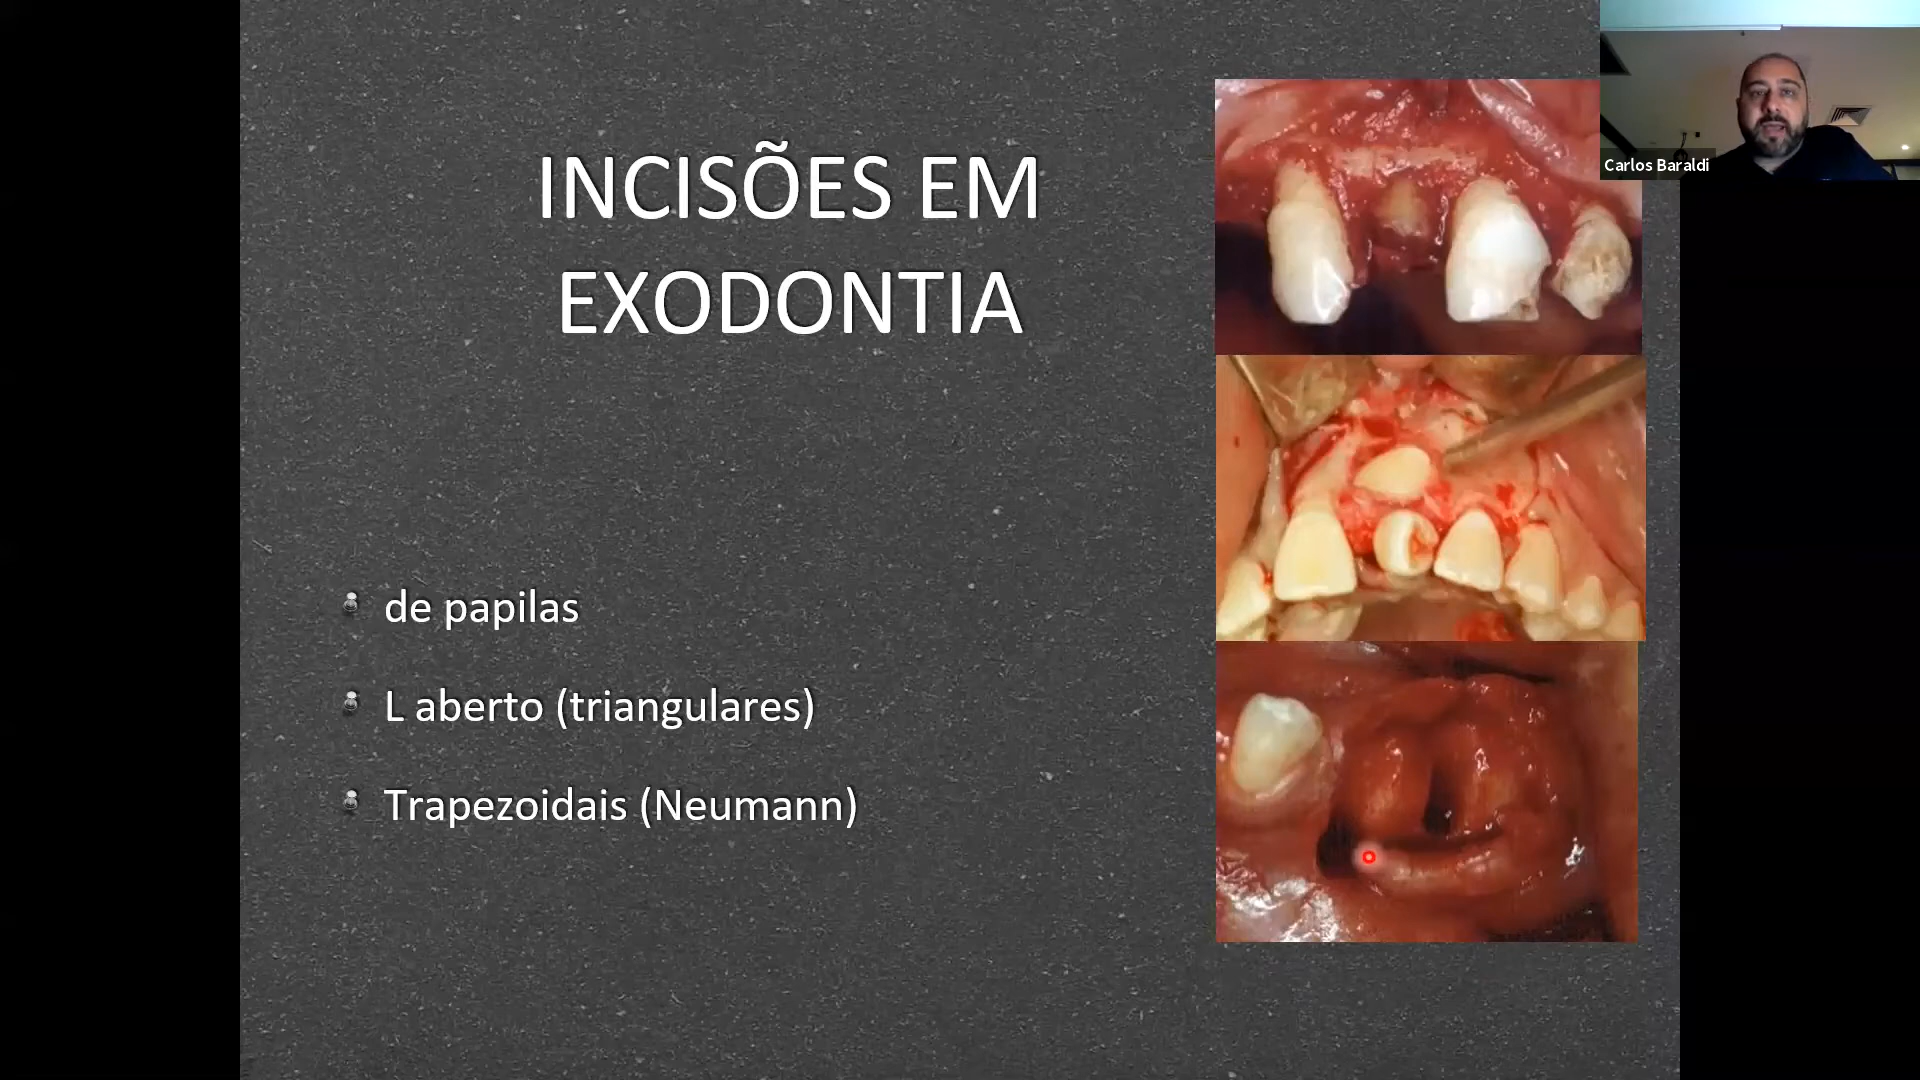 INCISÕES EM
EXODONTIA
de papilas
L aberto (triangulares)
Trapezoidais (Neumann)
Carlos Baraldi